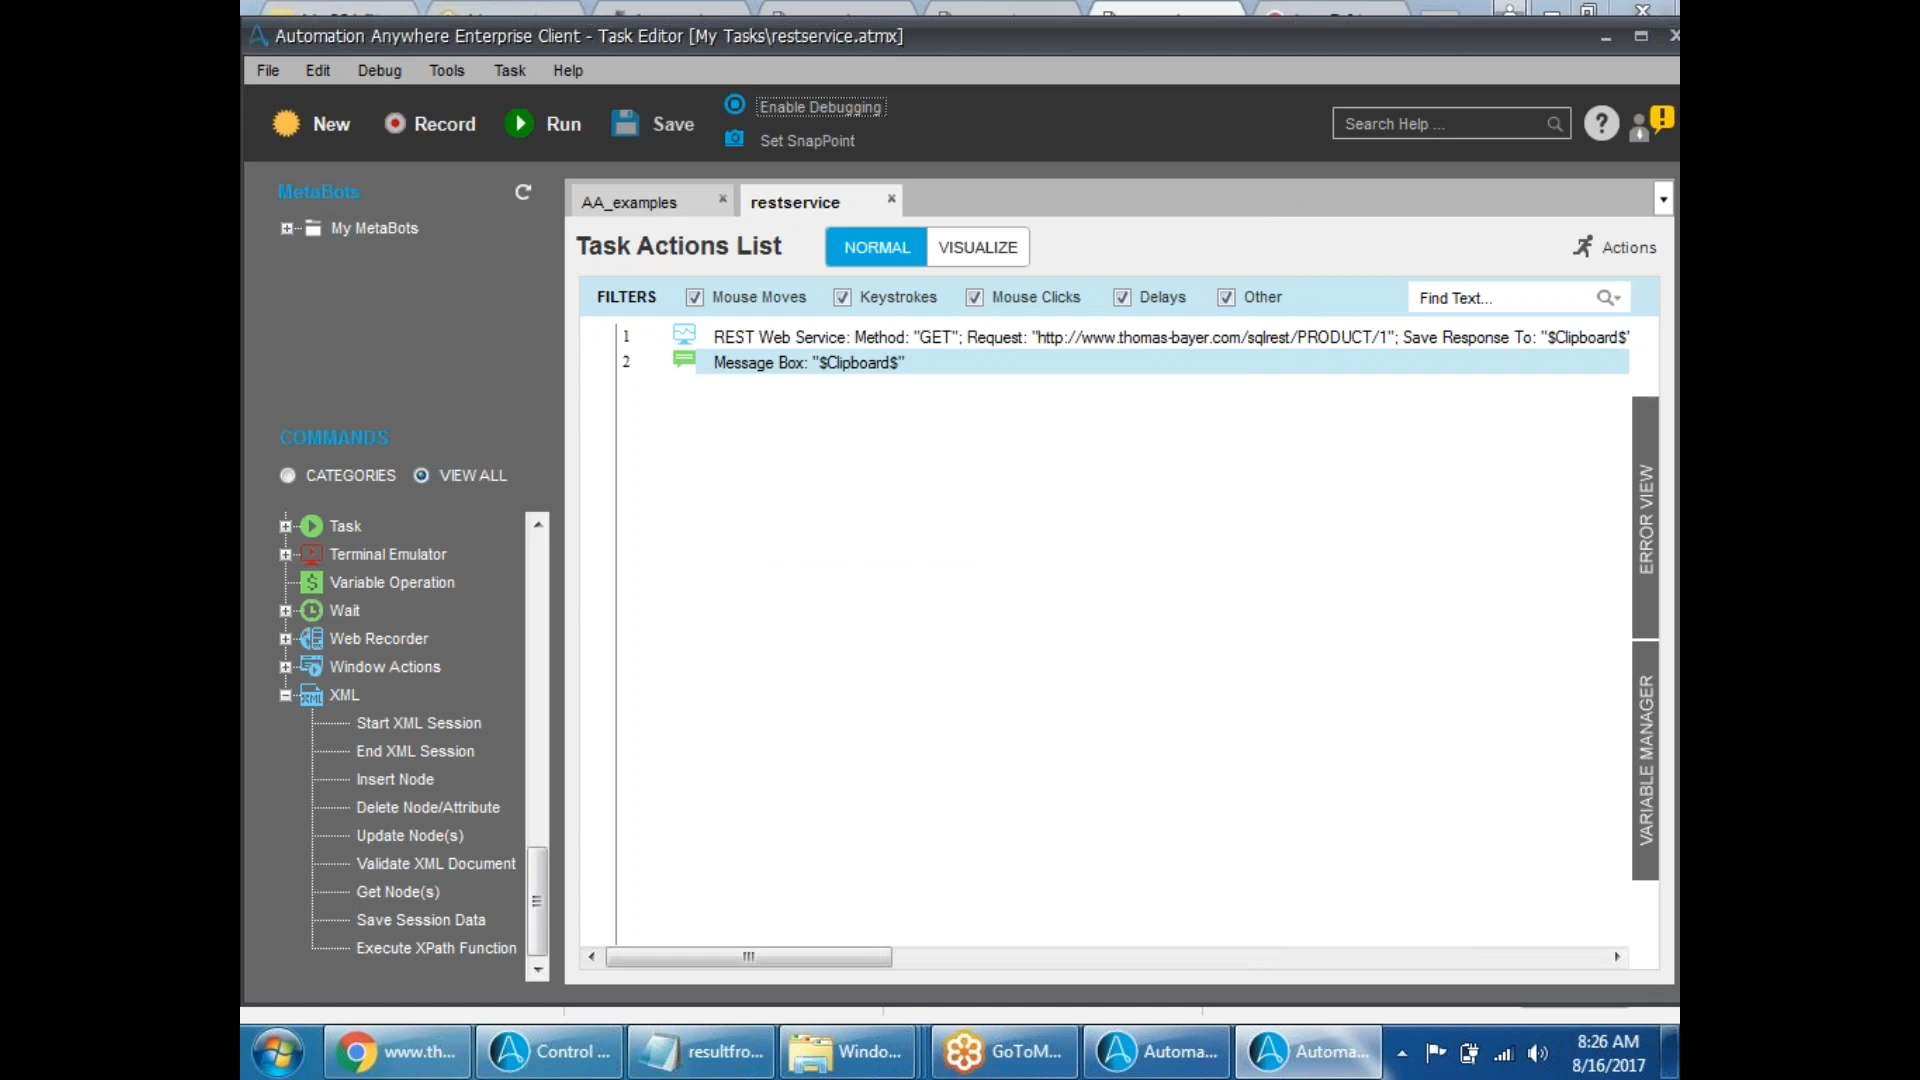 Automation Anywhere Enterprise Client - Task Editor [My Tasks\restservice.atmx]
File Edit Debug Tools Task Help
New Record Run Save
Enable Debugging
Set SnapPoint
Search Help ...
MetaBots
My MetaBots
AA_examples
restservice
Task Actions List NORMAL VISUALIZE Actions
FILTERS Mouse Moves Keystrokes Mouse Clicks Delays Other Find Text...
1 REST Web Service: Method: "GET"; Request: "http://www.thomas-bayer.com/sqlrest/PRODUCT/1"; Save Response To: "$Clipboard$"
2 Message Box: "$Clipboard$"
COMMANDS
CATEGORIES VIEW ALL
Task
Terminal Emulator
Variable Operation
Wait
Web Recorder
Window Actions
XML
Start XML Session
End XML Session
Insert Node
Delete Node/Attribute
Update Node(s)
Validate XML Document
Get Node(s)
Save Session Data
Execute XPath Function
ERROR VIEW
VARIABLE MANAGER
www.th... Control ... resultfro... Windo... GoToM... Automa... Automa...
8:26 AM
8/16/2017